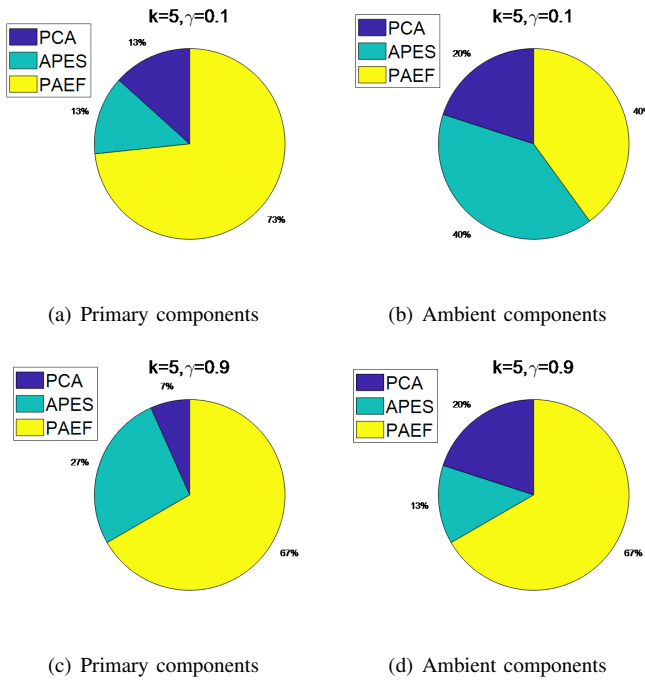 k=5,γ=0.1
PCA
APES
PAEF
13%
13%
73%
(a) Primary components
k=5,γ=0.1
PCA
APES
PAEF
20%
40%
40%
(b) Ambient components
k=5,γ=0.9
PCA
APES
PAEF
7%
27%
67%
(c) Primary components
k=5,γ=0.9
PCA
APES
PAEF
20%
13%
67%
(d) Ambient components